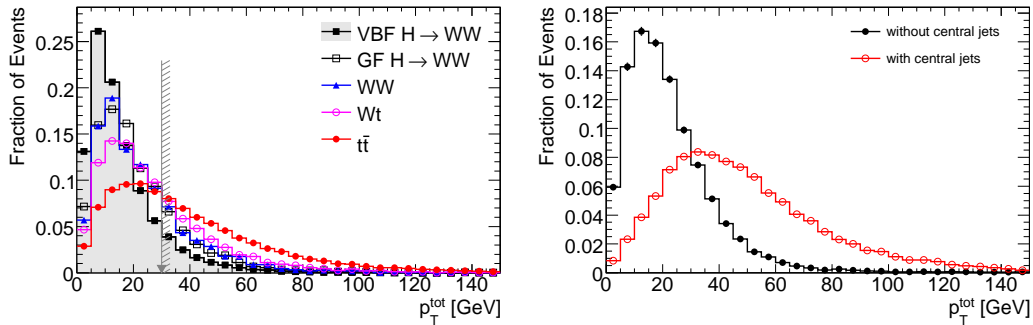 Fraction of Events
0.25
0.2
0.15
0.1
0.05
0
0 20 40 60 80 100 120 140
p_T^tot [GeV]
VBF H → WW
GF H → WW
WW
Wt
tt̄
Fraction of Events
0.18
0.16
0.14
0.12
0.1
0.08
0.06
0.04
0.02
0
0 20 40 60 80 100 120 140
p_T^tot [GeV]
without central jets
with central jets